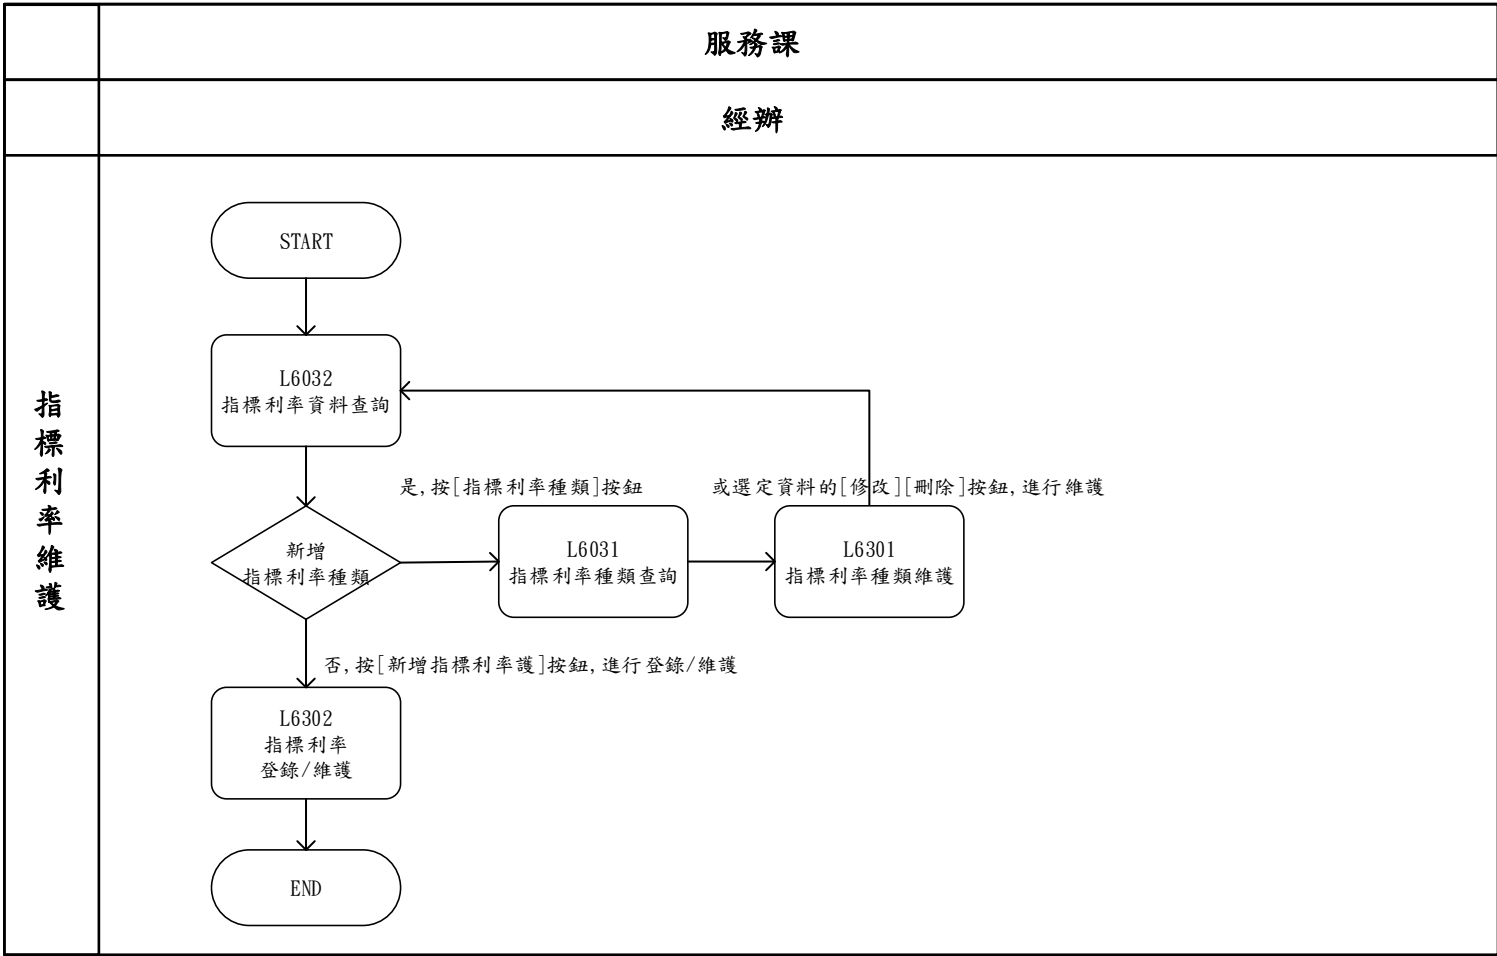 服務課
經辦
指標利率維護
START
L6032
指標利率資料查詢
是,按[指標利率種類]按鈕
或選定資料的[修改][刪除]按鈕,進行維護
新增
指標利率種類
L6031
指標利率種類查詢
L6301
指標利率種類維護
否,按[新增指標利率護]按鈕,進行登錄/維護
L6302
指標利率
登錄/維護
END